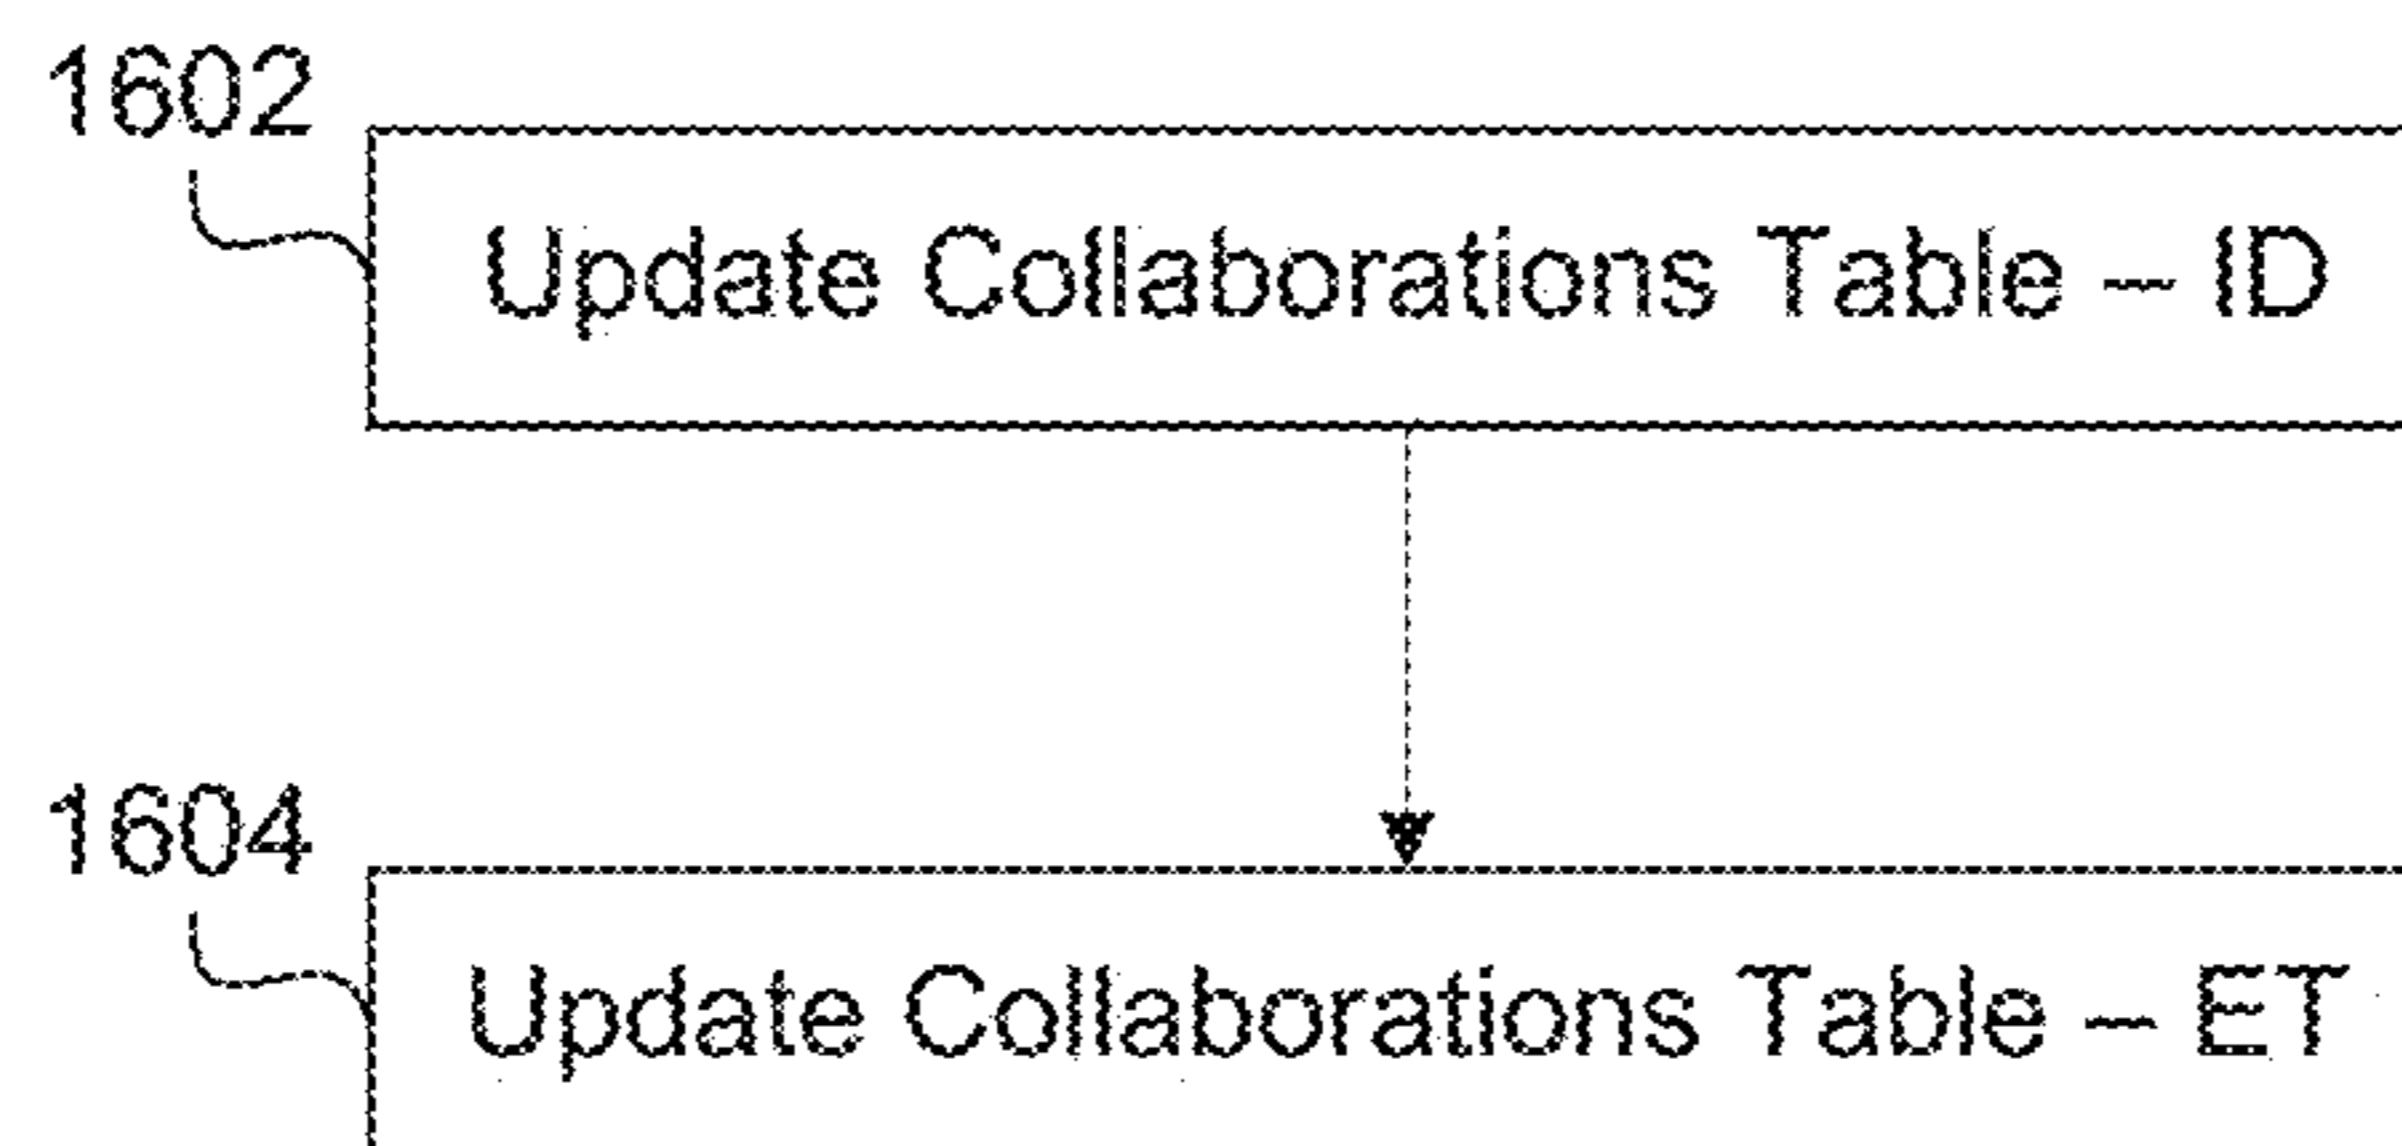 1602
Update Collaborations Table – ID
1604
Update Collaborations Table – ET